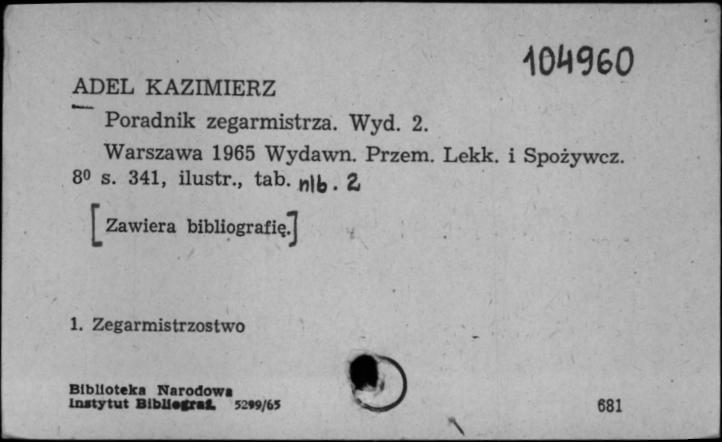 104960
ADEL KAZIMIERZ
Poradnik zegarmistrza. Wyd. 2.
Warszawa 1965 Wydawn. Przem. Lekk. i Spożywcz.
8⁰ s. 341, ilustr., tab. nlb. 2
[Zawiera bibliografię.]
1. Zegarmistrzostwo
Biblioteka Narodowa
Instytut Bibliograf. 5299/65
681